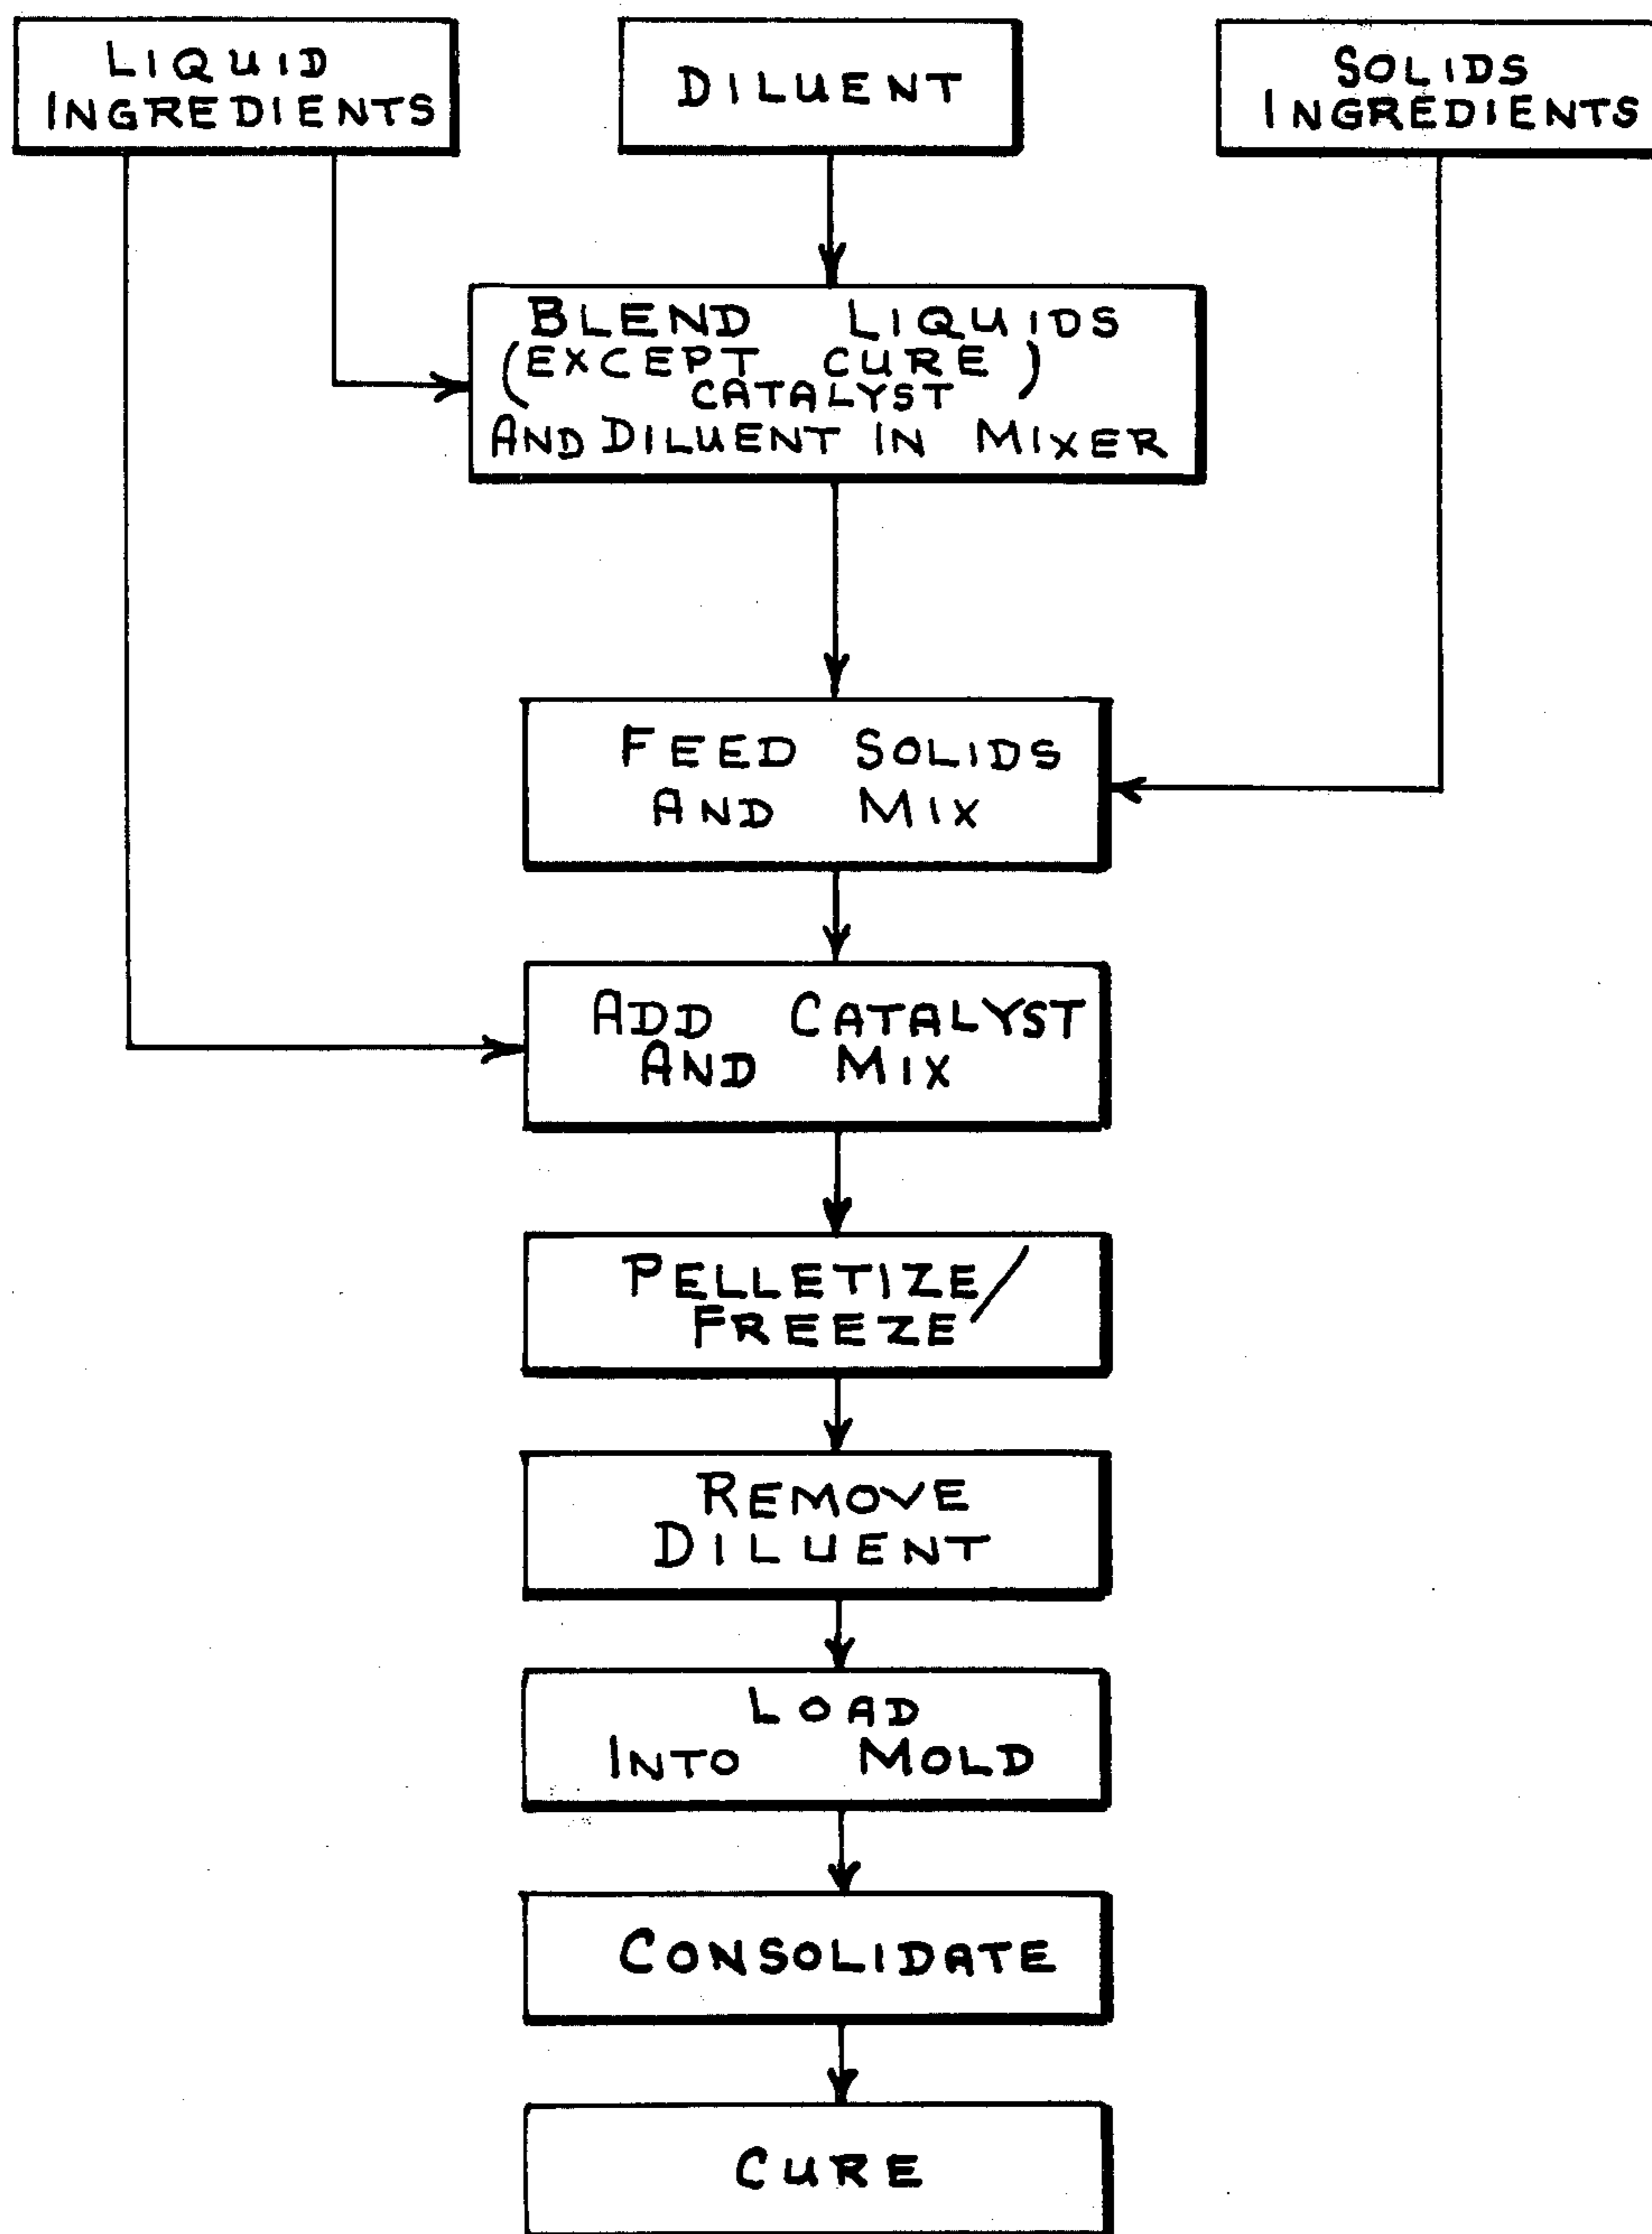 LIQUID
INGREDIENTS
DILUENT
SOLIDS
INGREDIENTS
BLEND LIQUIDS
(EXCEPT CURE)
CATALYST
AND DILUENT IN MIXER
FEED SOLIDS
AND MIX
ADD CATALYST
AND MIX
PELLETIZE/
FREEZE
REMOVE
DILUENT
LOAD
INTO MOLD
CONSOLIDATE
CURE